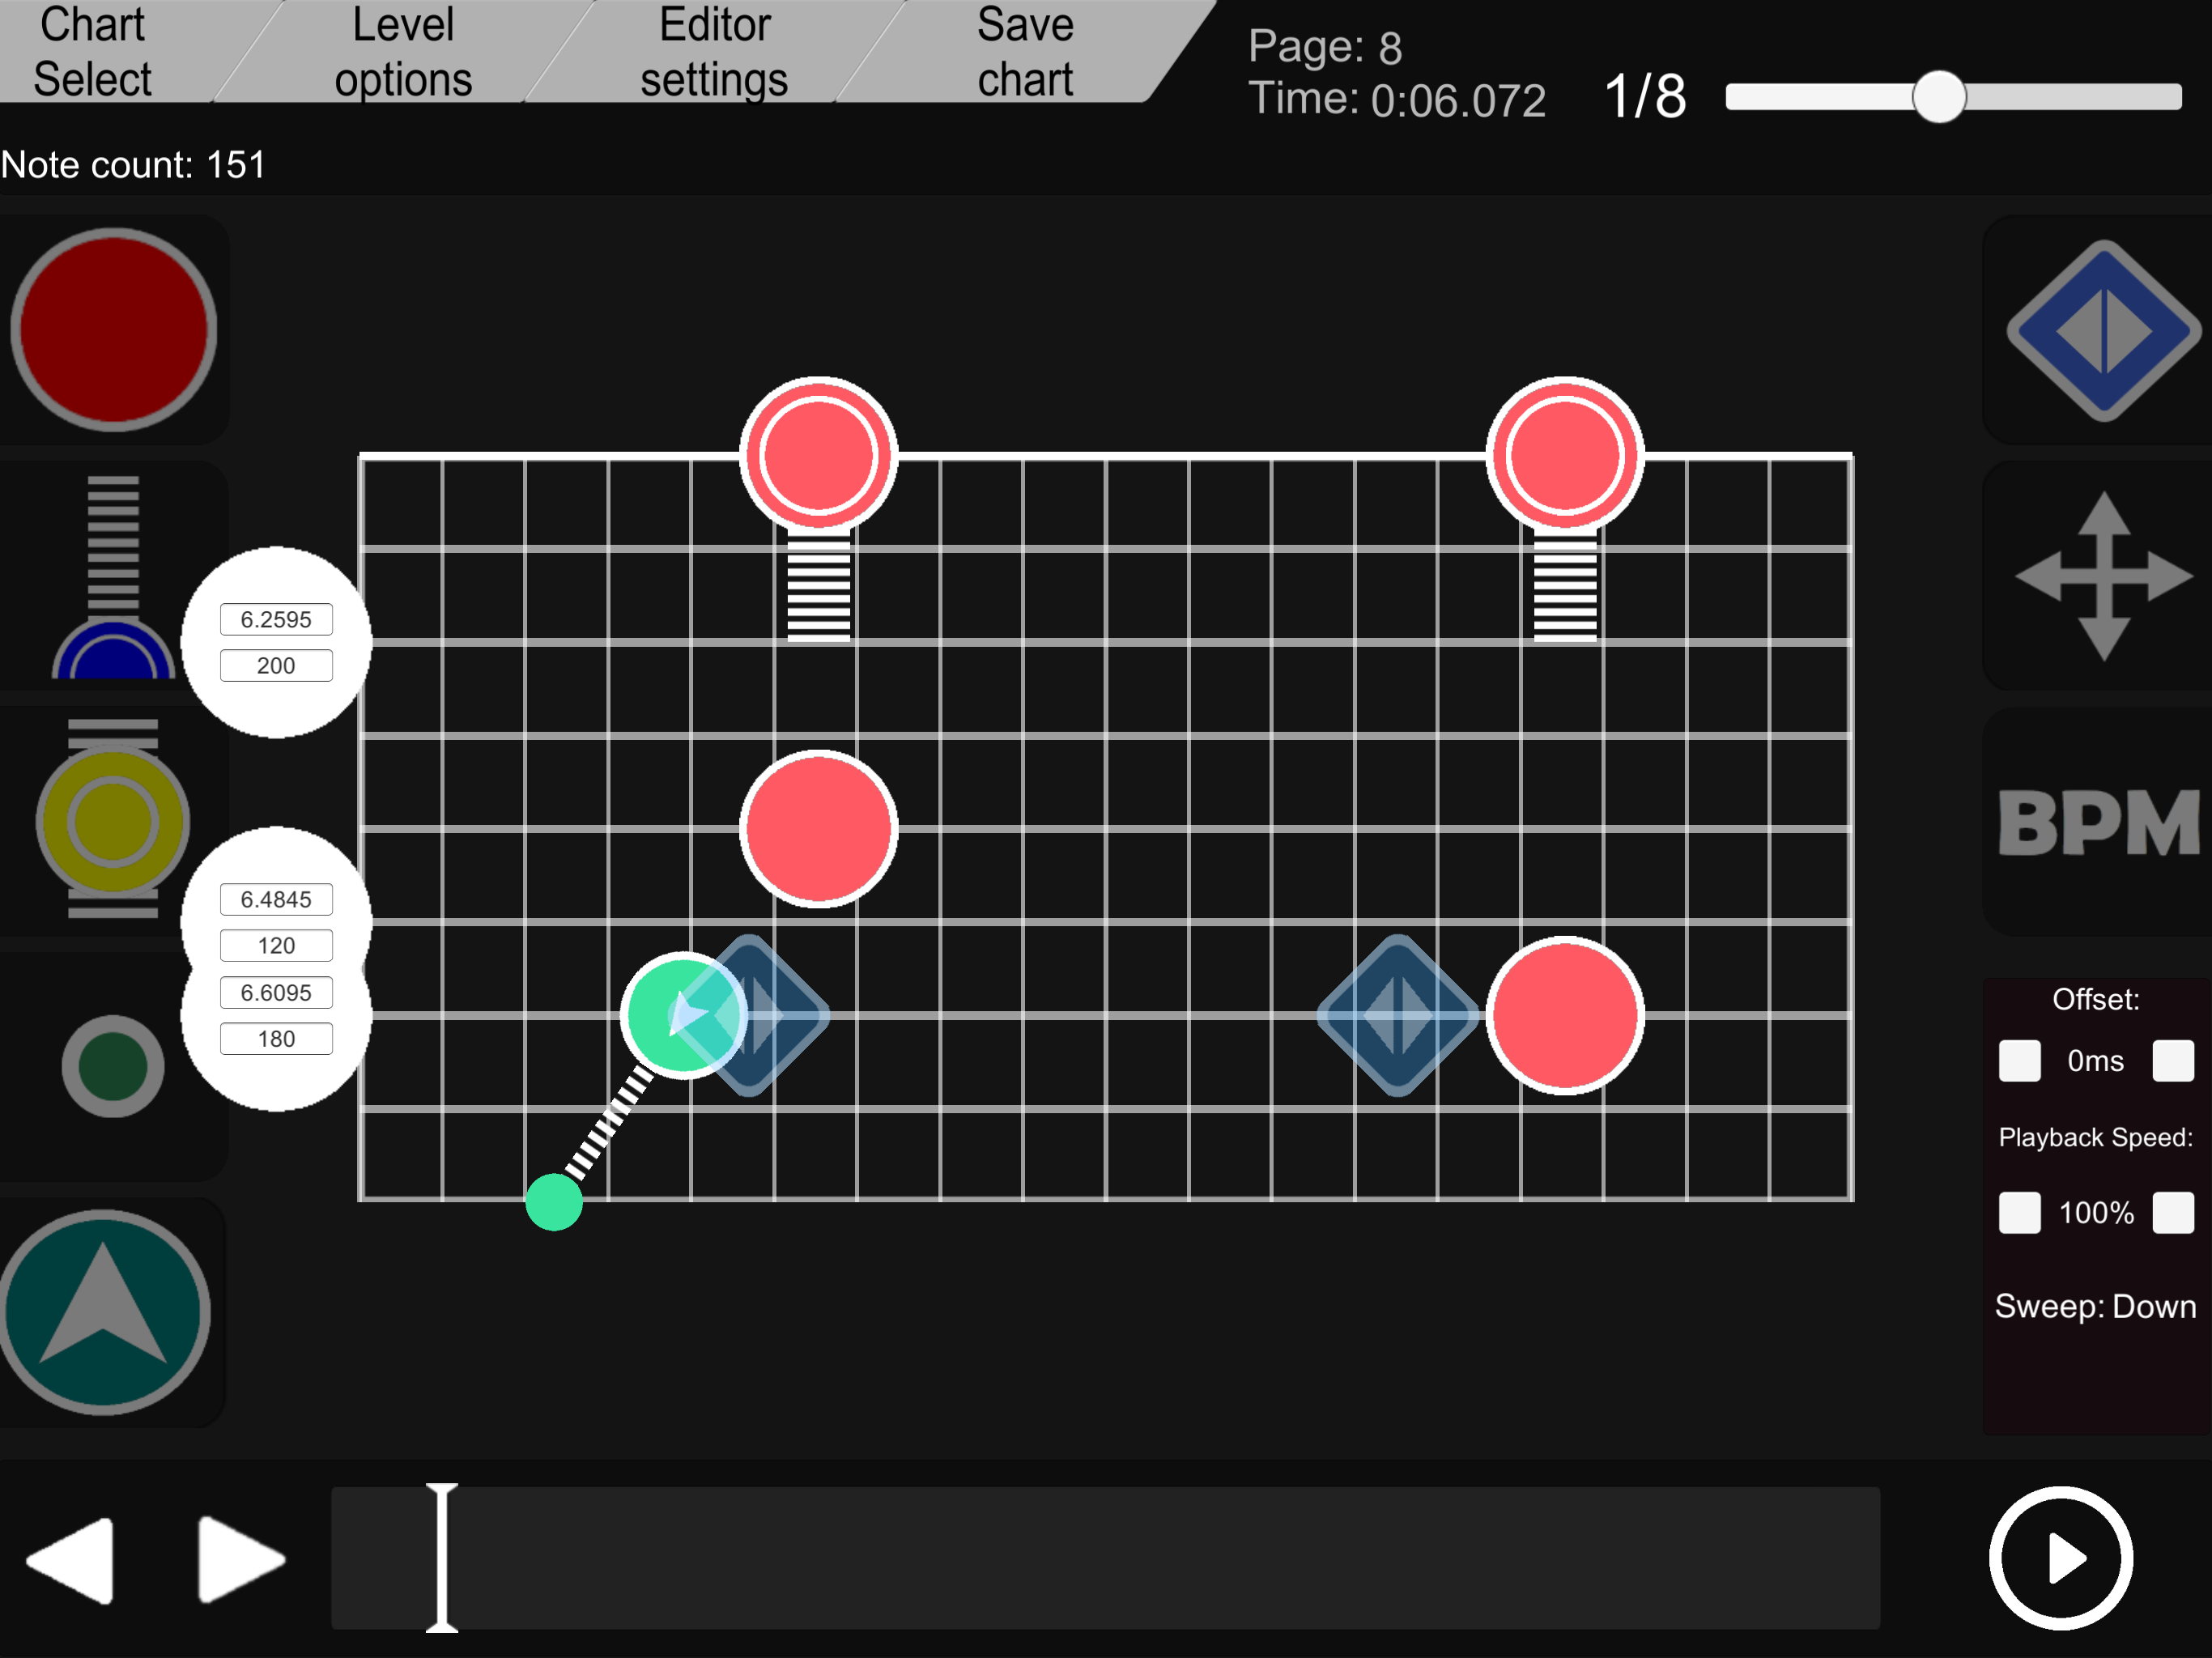 Chart
Select
Level
options
Editor
settings
Save
chart
Page: 8
Time: 0:06.072
1/8
Note count: 151
6.2595
200
6.4845
120
6.6095
180
BPM
Offset:
0ms
Playback Speed:
100%
Sweep: Down